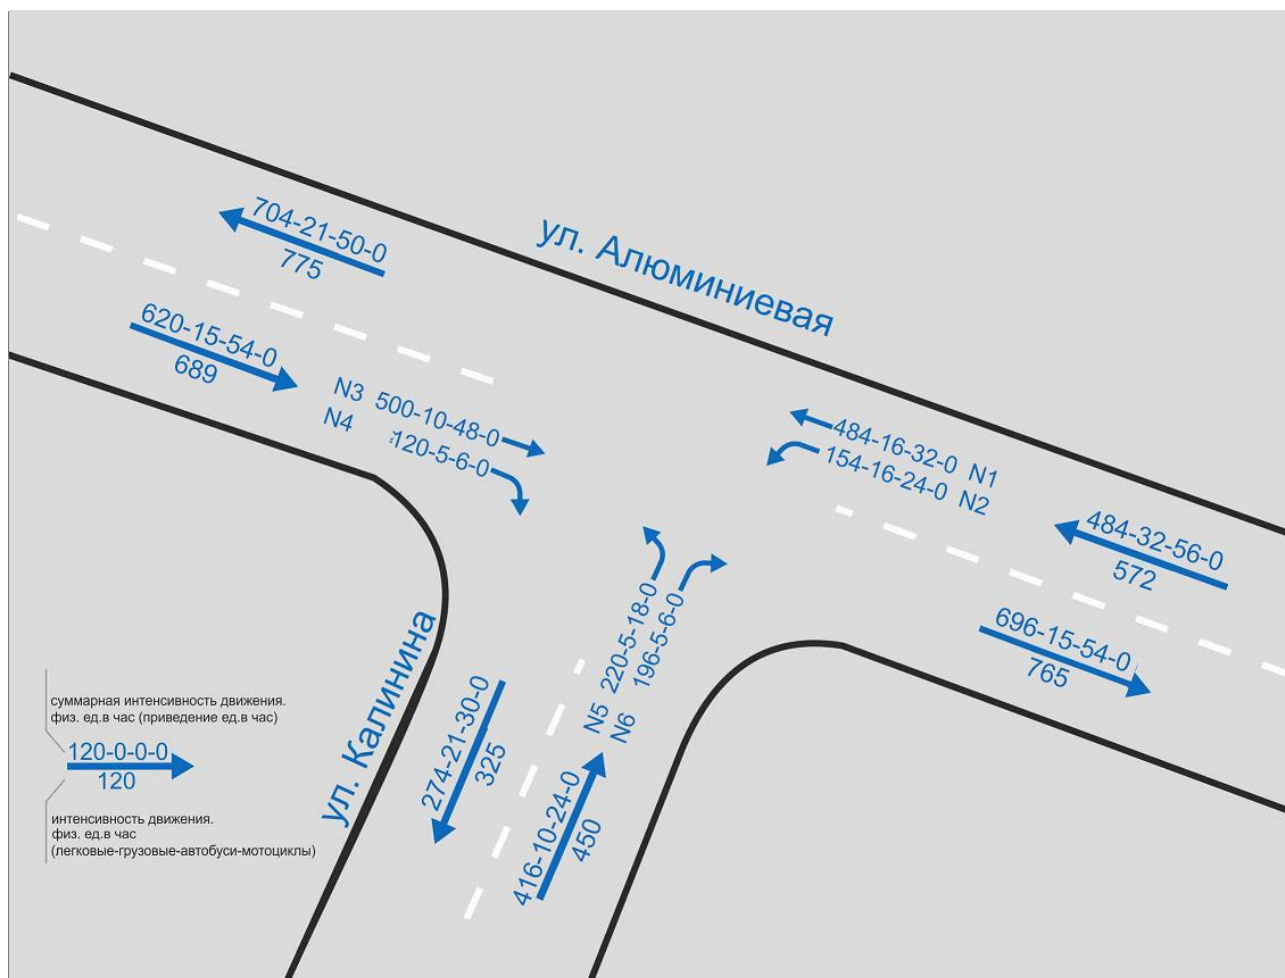 704-21-50-0
775
ул. Алюминиевая
620-15-54-0
689
N3 500-10-48-0
N4 120-5-6-0
484-16-32-0 N1
154-16-24-0 N2
484-32-56-0
572
696-15-54-0
765
N5 220-5-18-0
N6 196-5-6-0
ул. Калинина
274-21-30-0
325
416-10-24-0
450
суммарная интенсивность движения.
физ. ед.в час (приведение ед.в час)
120-0-0-0
120
интенсивность движения.
физ. ед.в час
(легковые-грузовые-автобуси-мотоциклы)